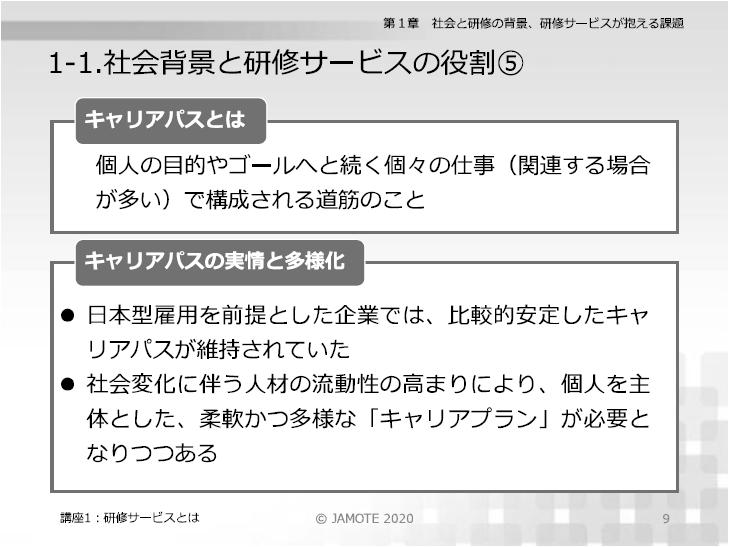 第1章　社会と研修の背景、研修サービスが抱える課題
1-1.社会背景と研修サービスの役割⑤
キャリアパスとは
個人の目的やゴールへと続く個々の仕事（関連する場合
が多い）で構成される道筋のこと
キャリアパスの実情と多様化
● 日本型雇用を前提とした企業では、比較的安定したキャ
リアパスが維持されていた
● 社会変化に伴う人材の流動性の高まりにより、個人を主
体とした、柔軟かつ多様な「キャリアプラン」が必要と
なりつつある
講座1：研修サービスとは
© JAMOTE 2020
9